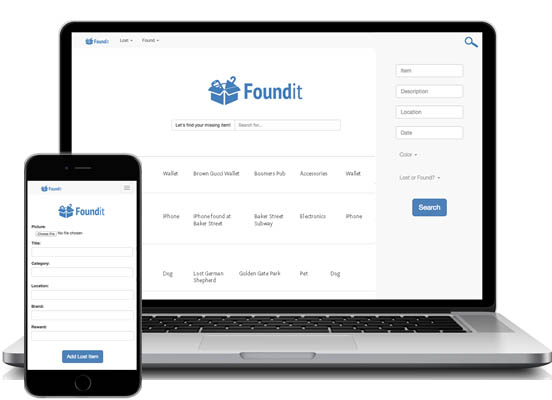 Foundit Lost Found
Foundit
Let's find your missing item! Search for...
Wallet Brown Gucci Wallet Boomers Pub Accessories Wallet
iPhone iPhone found at Baker Street Electronics iPhone
Baker Street Subway
Dog Lost German Golden Gate Park Pet Dog
Shepherd
Item
Description
Location
Date
Color
Lost or Found?
Search
Foundit
Foundit
Picture:
Choose File No file chosen
Title:
Category:
Location:
Brand:
Reward:
Add Lost Item